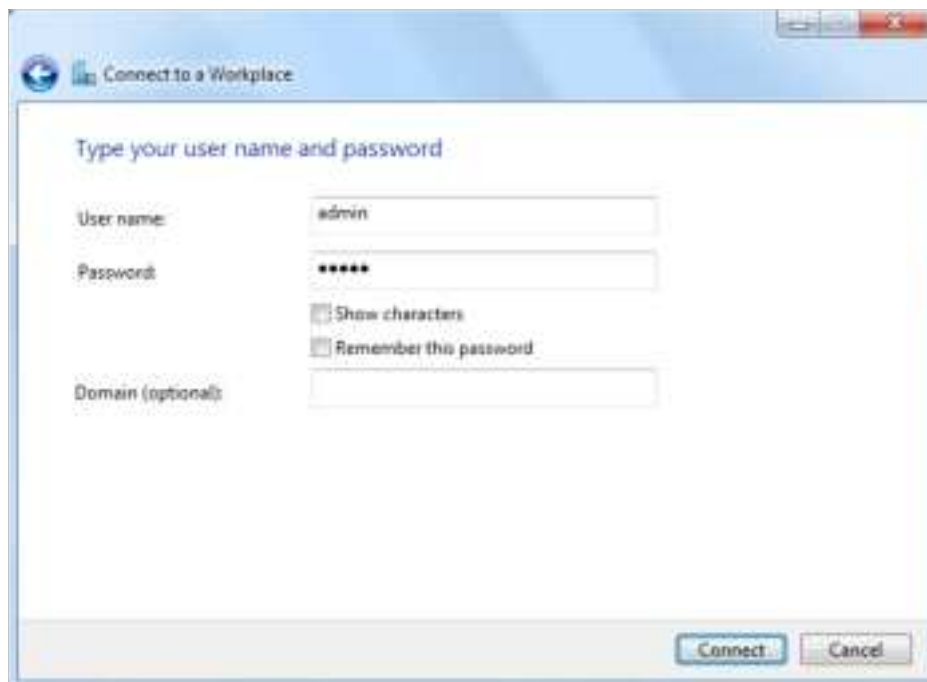 Connect to a Workplace
Type your user name and password
User name: admin
Password: •••••
Show characters
Remember this password
Domain (optional):
Connect Cancel